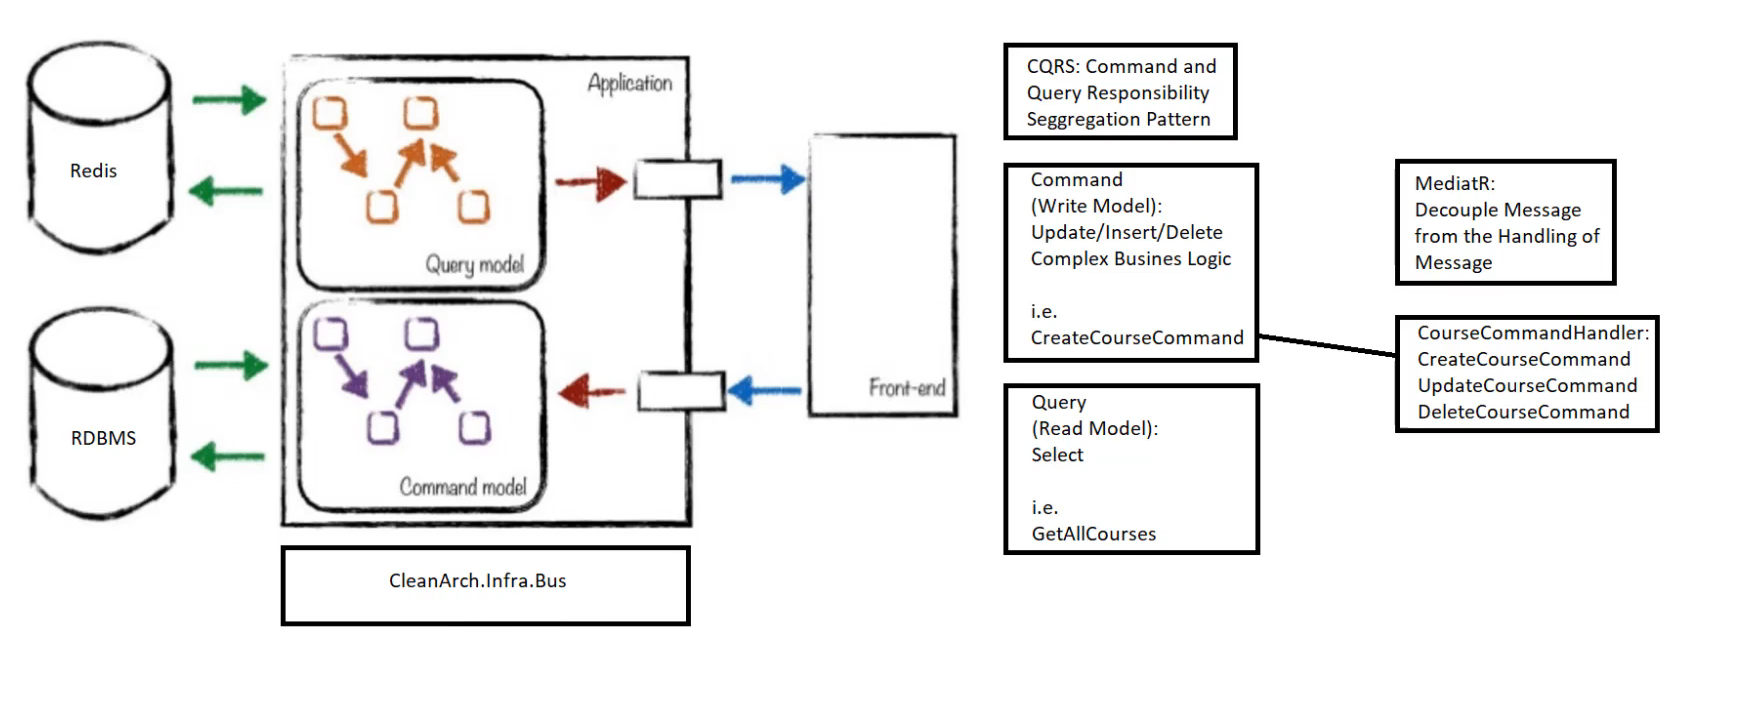 Redis
RDBMS
Application
Query model
Command model
Front-end
CleanArch.Infra.Bus
CQRS: Command and
Query Responsibility
Seggregation Pattern
Command
(Write Model):
Update/Insert/Delete
Complex Busines Logic
i.e.
CreateCourseCommand
Query
(Read Model):
Select
i.e.
GetAllCourses
MediatR:
Decouple Message
from the Handling of
Message
CourseCommandHandler:
CreateCourseCommand
UpdateCourseCommand
DeleteCourseCommand